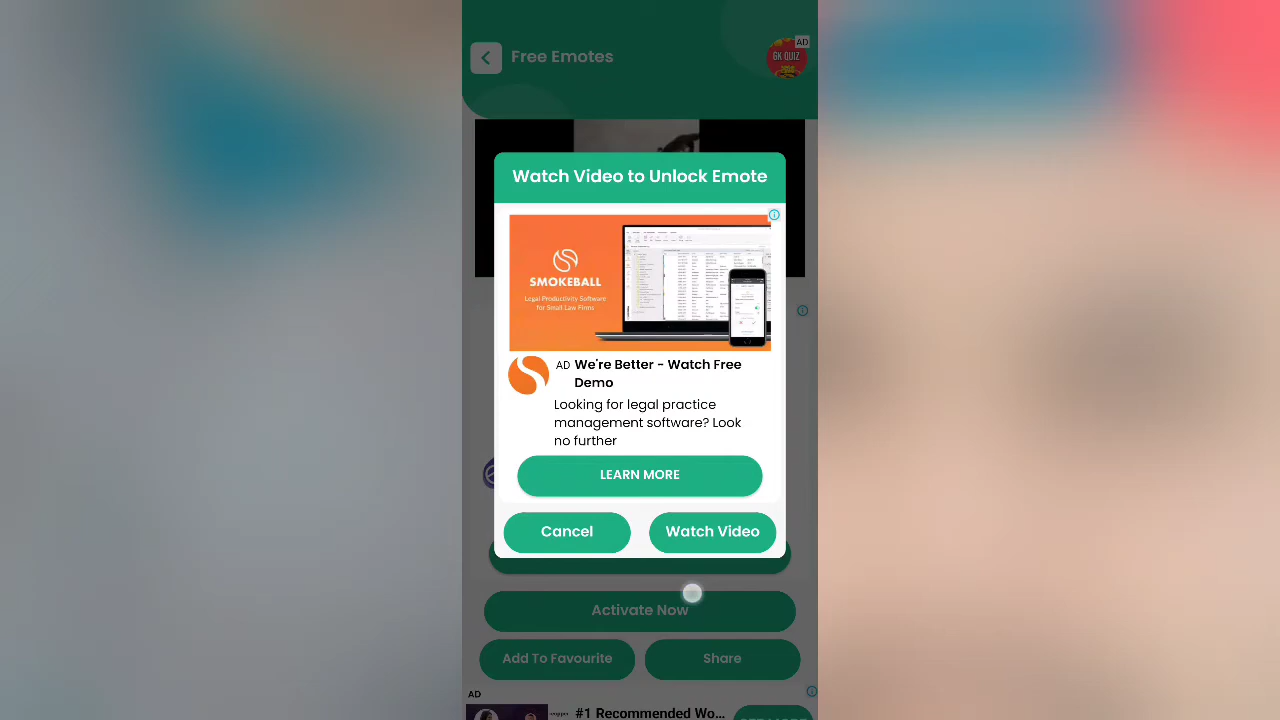 Free Emotes
AD
GK QUIZ
Watch Video to Unlock Emote
SMOKEBALL
Legal Productivity Software
for Small Law Firms
AD We're Better - Watch Free
Demo
Looking for legal practice
management software? Look
no further
LEARN MORE
Cancel
Watch Video
Activate Now
Add To Favourite
Share
AD
#1 Recommended Wo...